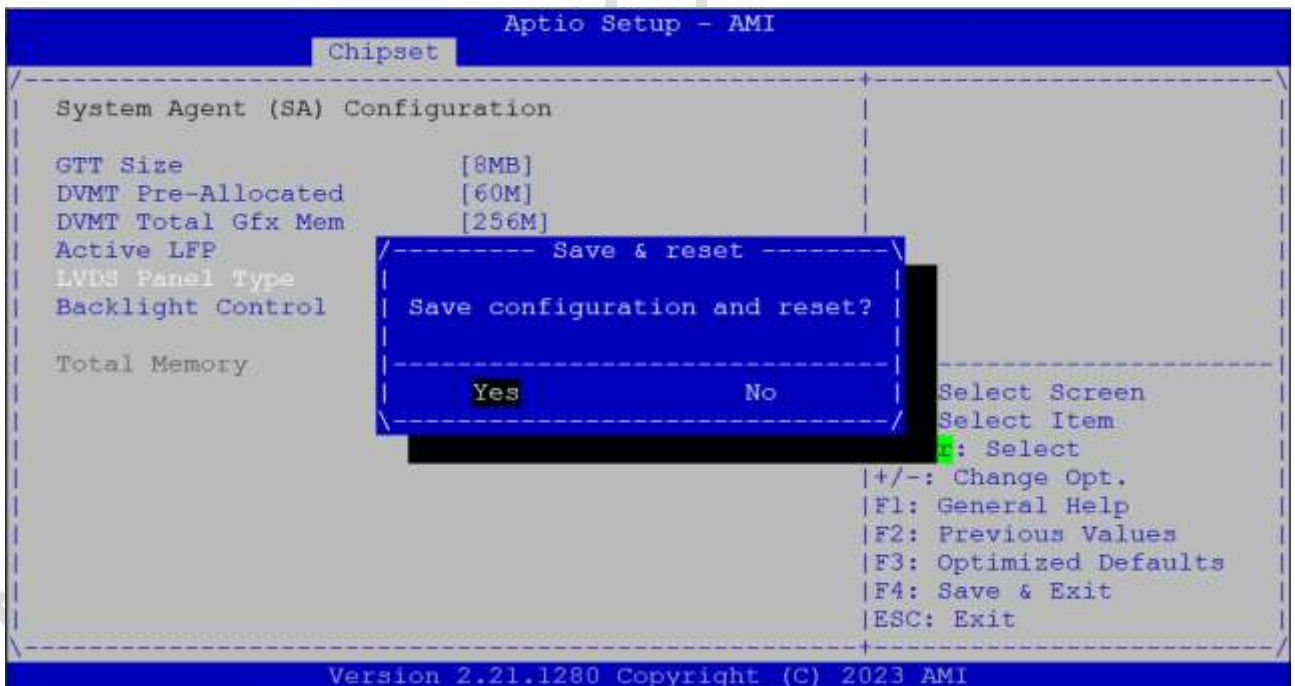 Aptio Setup - AMI
Chipset
System Agent (SA) Configuration
GTT Size [8MB]
DVMT Pre-Allocated [60M]
DVMT Total Gfx Mem [256M]
Active LFP
LVDS Panel Type
Backlight Control
Total Memory
Save & reset
Save configuration and reset?
Yes No
Select Screen
Select Item
r: Select
+/-: Change Opt.
F1: General Help
F2: Previous Values
F3: Optimized Defaults
F4: Save & Exit
ESC: Exit
Version 2.21.1280 Copyright (C) 2023 AMI